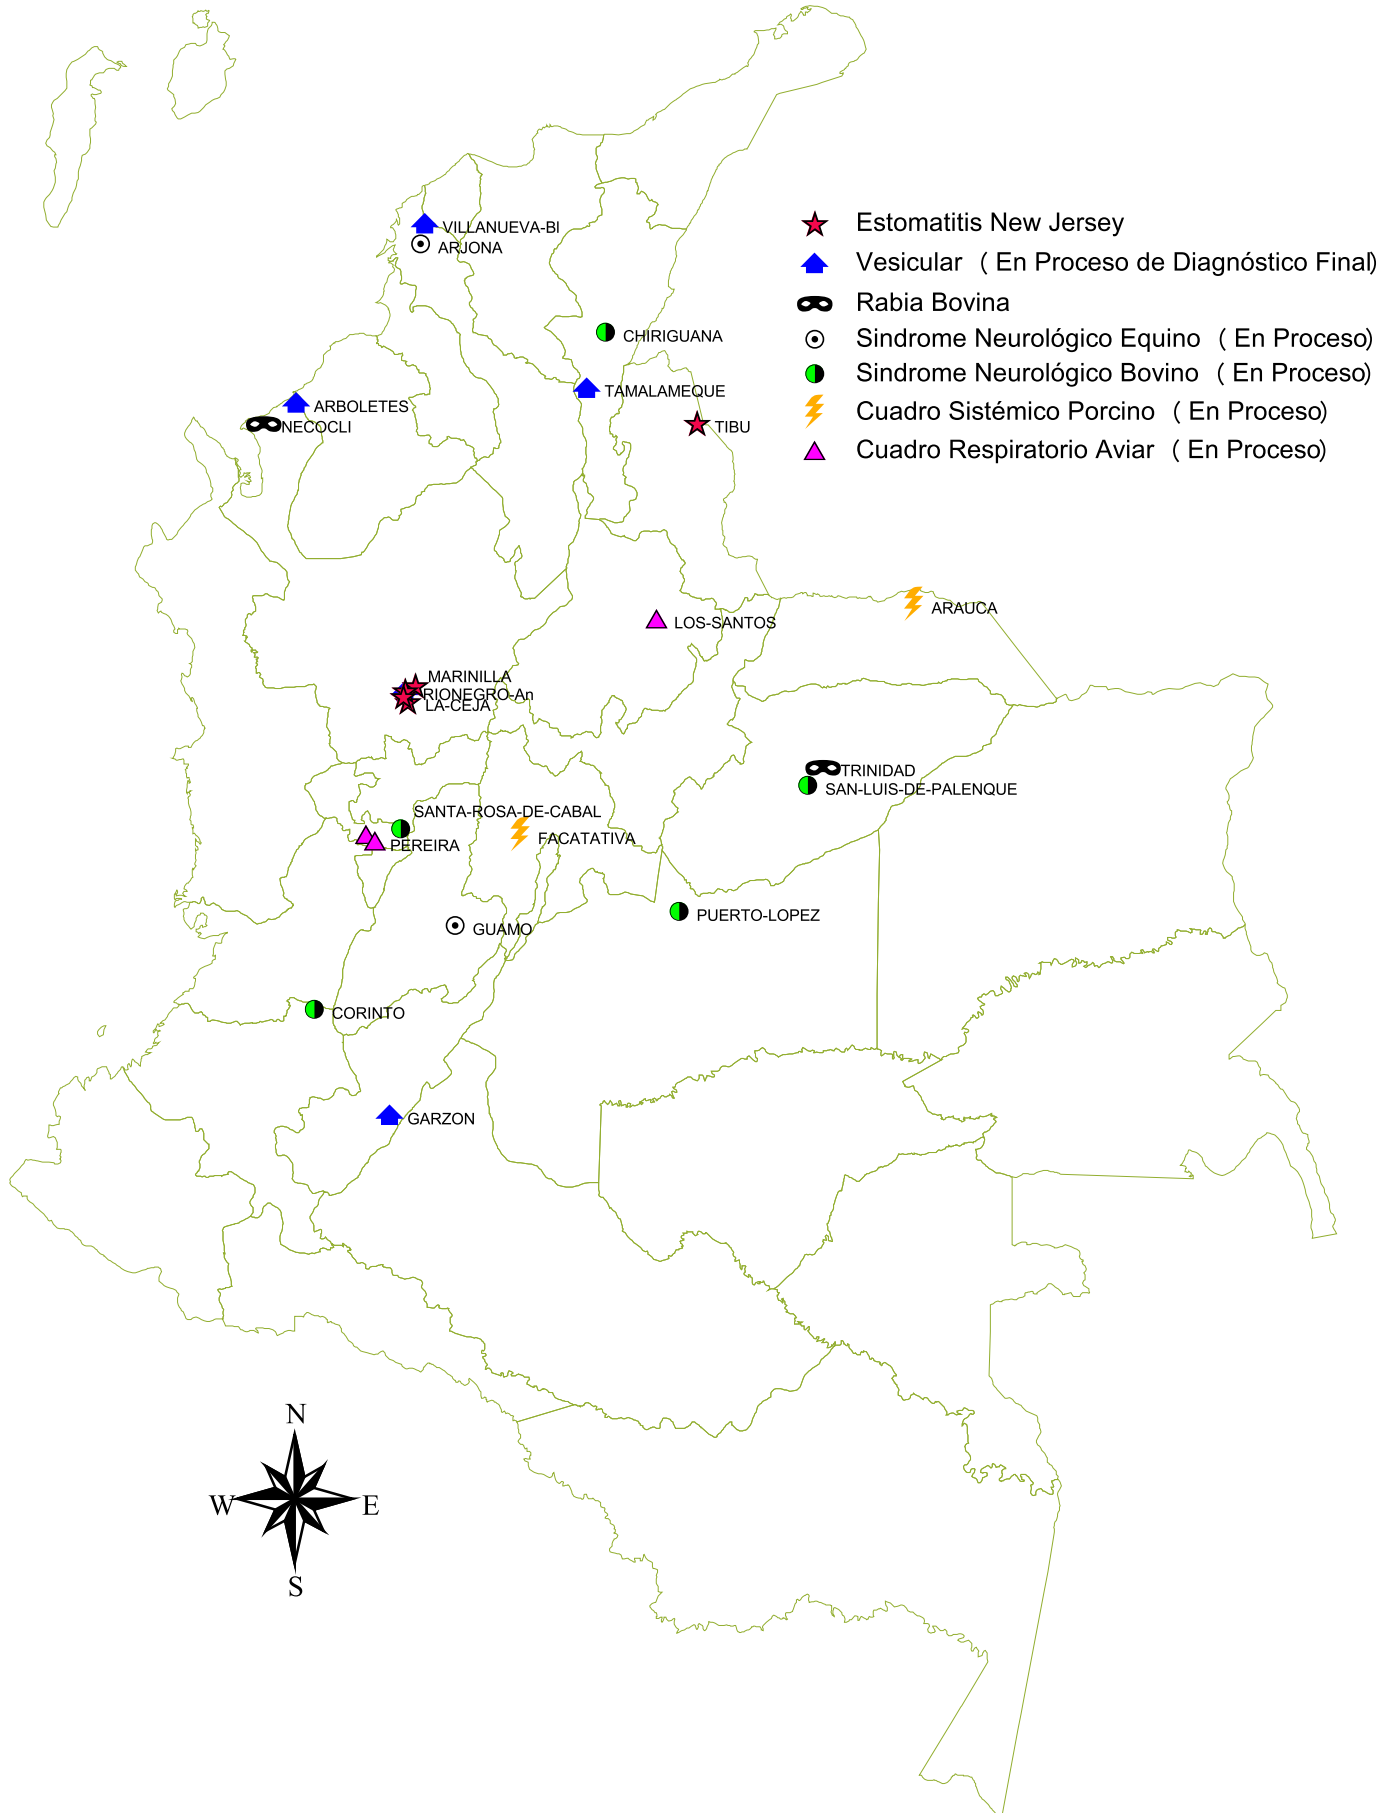 Estomatitis New Jersey
Vesicular ( En Proceso de Diagnóstico Final)
Rabia Bovina
Sindrome Neurológico Equino ( En Proceso)
Sindrome Neurológico Bovino ( En Proceso)
Cuadro Sistémico Porcino ( En Proceso)
Cuadro Respiratorio Aviar ( En Proceso)
VILLANUEVA-Bl
ARJONA
CHIRIGUANA
TAMALAMEQUE
ARBOLETES
NECOCLI
TIBU
ARAUCA
LOS-SANTOS
MARINILLA
RIONEGRO-An
LA-CEJA
TRINIDAD
SAN-LUIS-DE-PALENQUE
SANTA-ROSA-DE-CABAL
FACATATIVA
PEREIRA
PUERTO-LOPEZ
GUAMO
CORINTO
GARZON
N
W
E
S